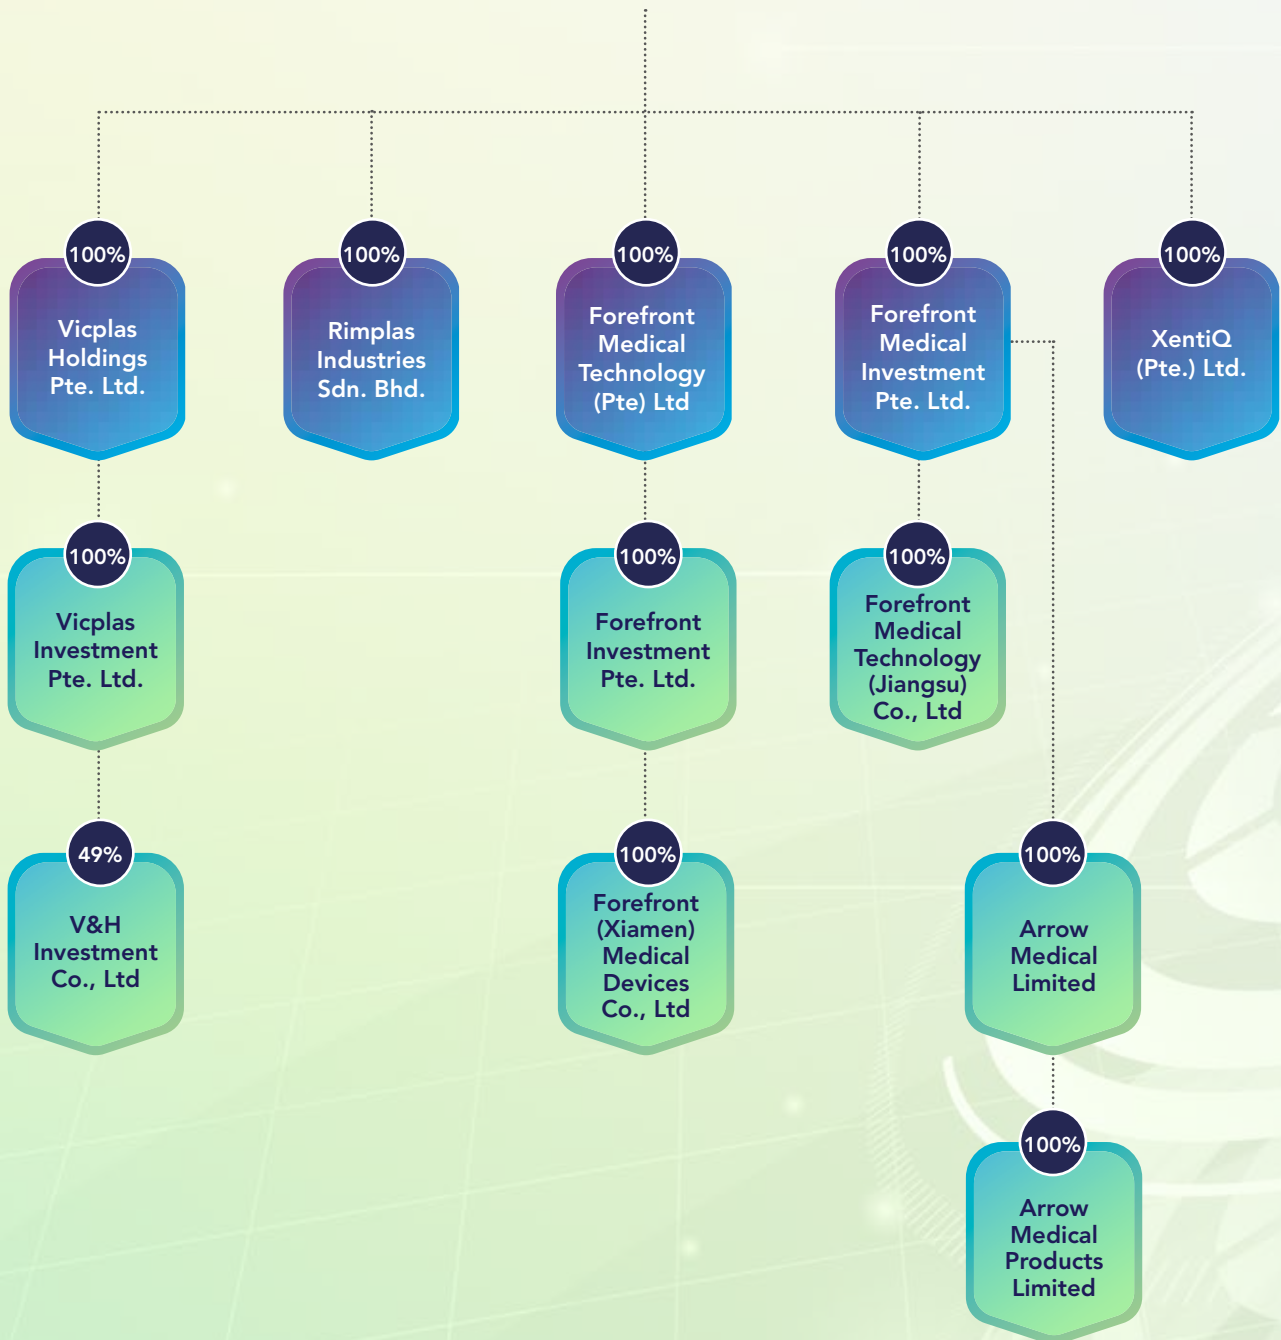 100%
Vicplas
Holdings
Pte. Ltd.
100%
Rimplas
Industries
Sdn. Bhd.
100%
Forefront
Medical
Technology
(Pte) Ltd
100%
Forefront
Medical
Investment
Pte. Ltd.
100%
XentiQ
(Pte.) Ltd.
100%
Vicplas
Investment
Pte. Ltd.
100%
Forefront
Investment
Pte. Ltd.
100%
Forefront
Medical
Technology
(Jiangsu)
Co., Ltd
49%
V&H
Investment
Co., Ltd
100%
Forefront
(Xiamen)
Medical
Devices
Co., Ltd
100%
Arrow
Medical
Limited
100%
Arrow
Medical
Products
Limited